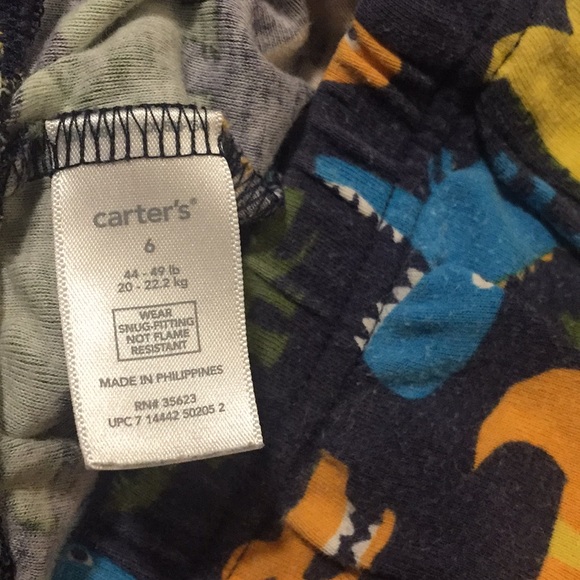 carter's®
6
44 - 49 lb
20 - 22.2 kg
WEAR
SNUG-FITTING
NOT FLAME
RESISTANT
MADE IN PHILIPPINES
RN# 35623
UPC 7 14442 50205 2